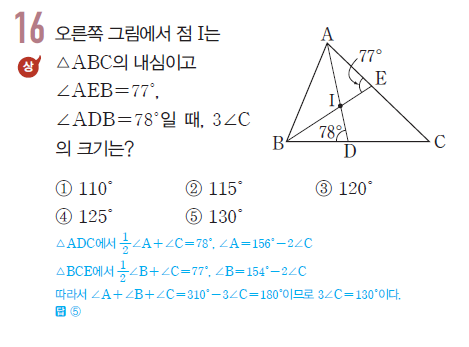 16 오른쪽 그림에서 점 I는
상 △ABC의 내심이고
∠AEB=77°,
∠ADB=78°일 때, 3∠C
의 크기는?
A
77°
E
I
78°
B
D
C
① 110° ② 115° ③ 120°
④ 125° ⑤ 130°
△ADC에서 1/2∠A+∠C=78°, ∠A=156°-2∠C
△BCE에서 1/2∠B+∠C=77°, ∠B=154°-2∠C
따라서 ∠A+∠B+∠C=310°-3∠C=180°이므로 3∠C=130°이다.
답 ⑤